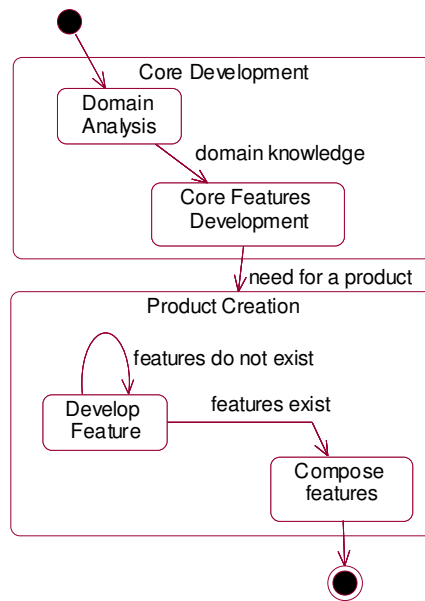 Core Development
Domain
Analysis
domain knowledge
Core Features
Development
need for a product
Product Creation
features do not exist
features exist
Develop
Feature
Compose
features